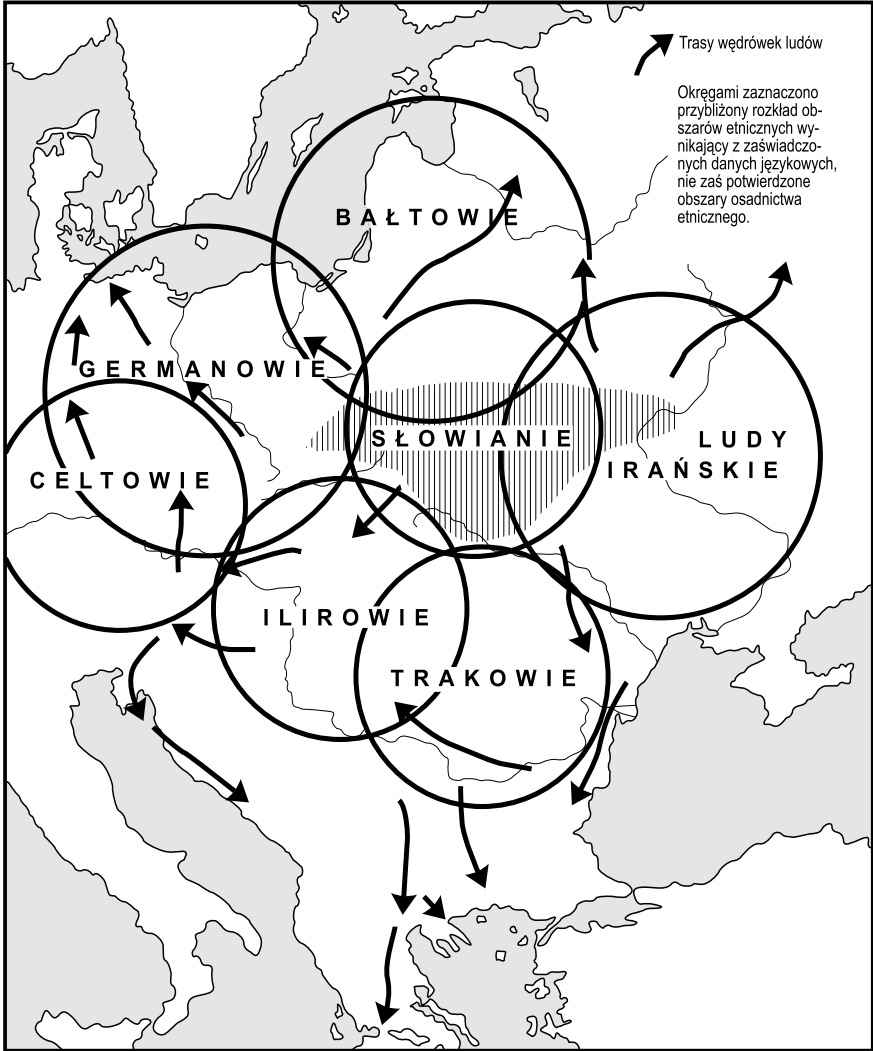 Trasy wędrówek ludów
Okręgami zaznaczono
przybliżony rozkład ob-
szarów etnicznych wy-
nikający z zaświadczo-
nych danych językowych,
nie zaś potwierdzone
obszary osadnictwa
etnicznego.
BAŁTOWIE
GERMANOWIE
SŁOWIANIE
LUDY
IRAŃSKIE
CELTOWIE
ILIROWIE
TRAKOWIE